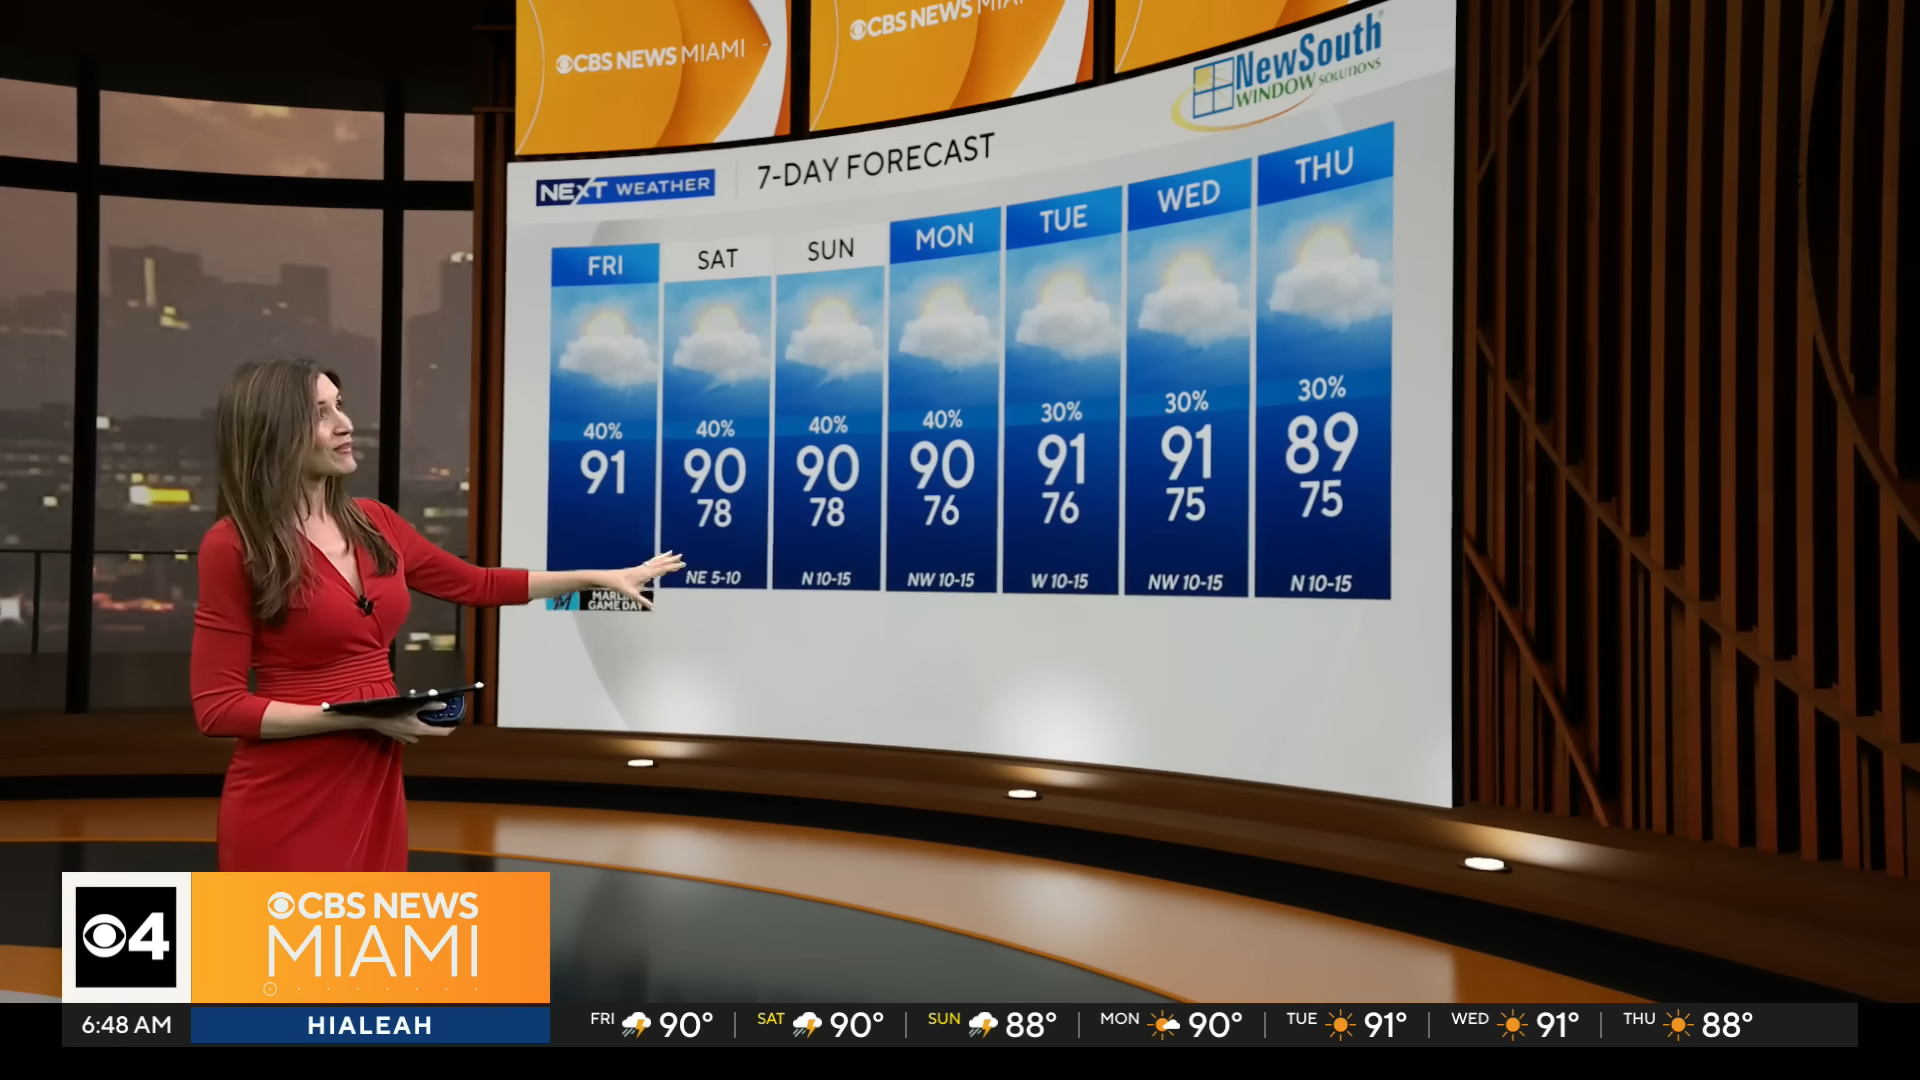 CBS NEWS MIAMI
CBS NEWS MIAMI
NewSouth
WINDOW SOLUTIONS
NEXT WEATHER
7-DAY FORECAST
FRI
40%
91
MARLINS
GAMEDAY
SAT
40%
90
78
NE 5-10
SUN
40%
90
78
N 10-15
MON
40%
90
76
NW 10-15
TUE
30%
91
76
W 10-15
WED
30%
91
75
NW 10-15
THU
30%
89
75
N 10-15
4
CBS NEWS
MIAMI
6:48 AM
HIALEAH
FRI 90° | SAT 90° | SUN 88° | MON 90° | TUE 91° | WED 91° | THU 88°